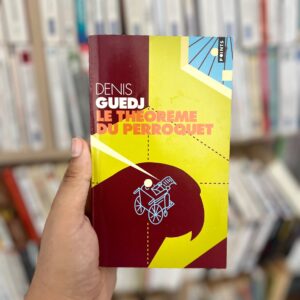 POINTS
DENIS
GUEDJ
LE THÉORÈME
DU PERROQUET